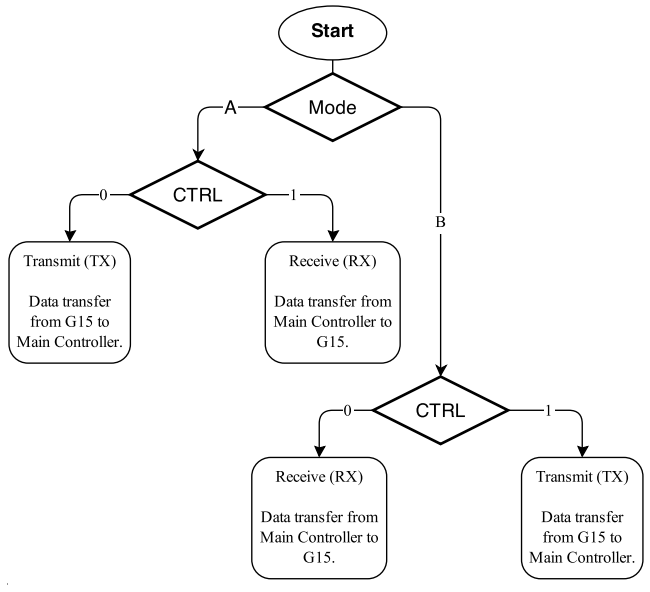 Start
Mode
A
CTRL
0
1
Transmit (TX)
Data transfer
from G15 to
Main Controller.
Receive (RX)
Data transfer from
Main Controller to
G15.
B
CTRL
0
1
Receive (RX)
Data transfer from
Main Controller to
G15.
Transmit (TX)
Data transfer
from G15 to
Main Controller.